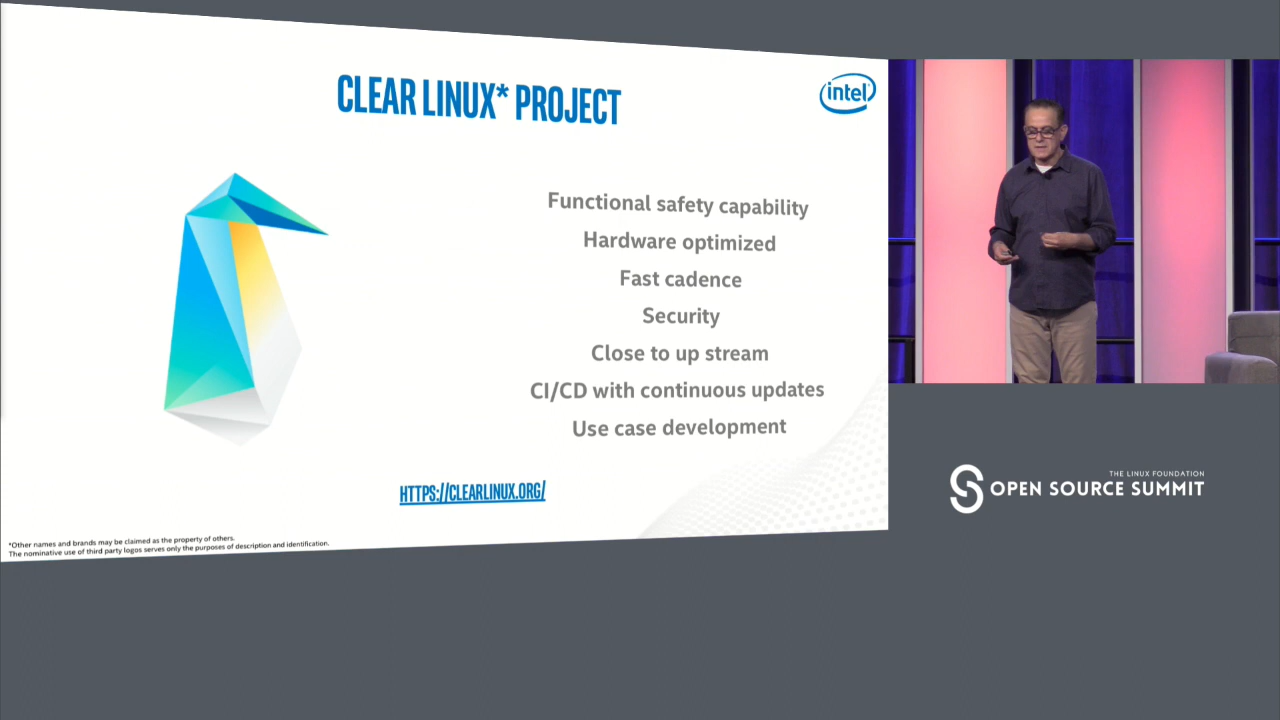 CLEAR LINUX* PROJECT
intel
Functional safety capability
Hardware optimized
Fast cadence
Security
Close to up stream
CI/CD with continuous updates
Use case development
HTTPS://CLEARLINUX.ORG/
*Other names and brands may be claimed as the property of others.
The nominative use of third party logos serves only the purposes of description and identification.
THE LINUX FOUNDATION
OPEN SOURCE SUMMIT